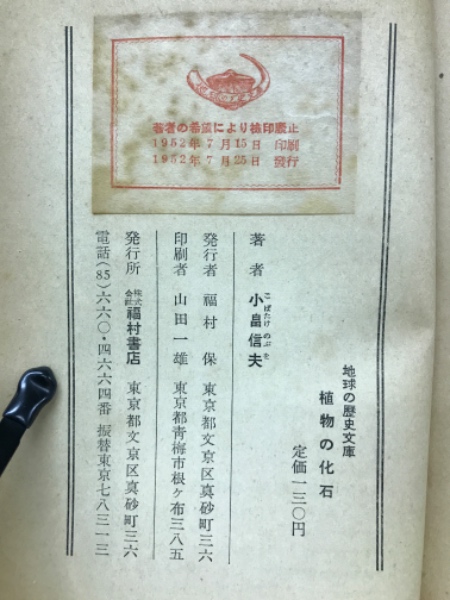 著者の希望により検印廃止
1952年7月15日 印刷
1952年7月25日 發行
地球の歴史文庫
植物の化石
定価一三〇円
著者 小畠信夫
こばたけ のぶを
発行者 福村保 東京都文京区真砂町三六
印刷者 山田一雄 東京都青梅市根ヶ布三八五
発行所 株式会社 福村書店 東京都文京区真砂町三六
電話(85)六六〇・四六六四番 振替東京七八三一三